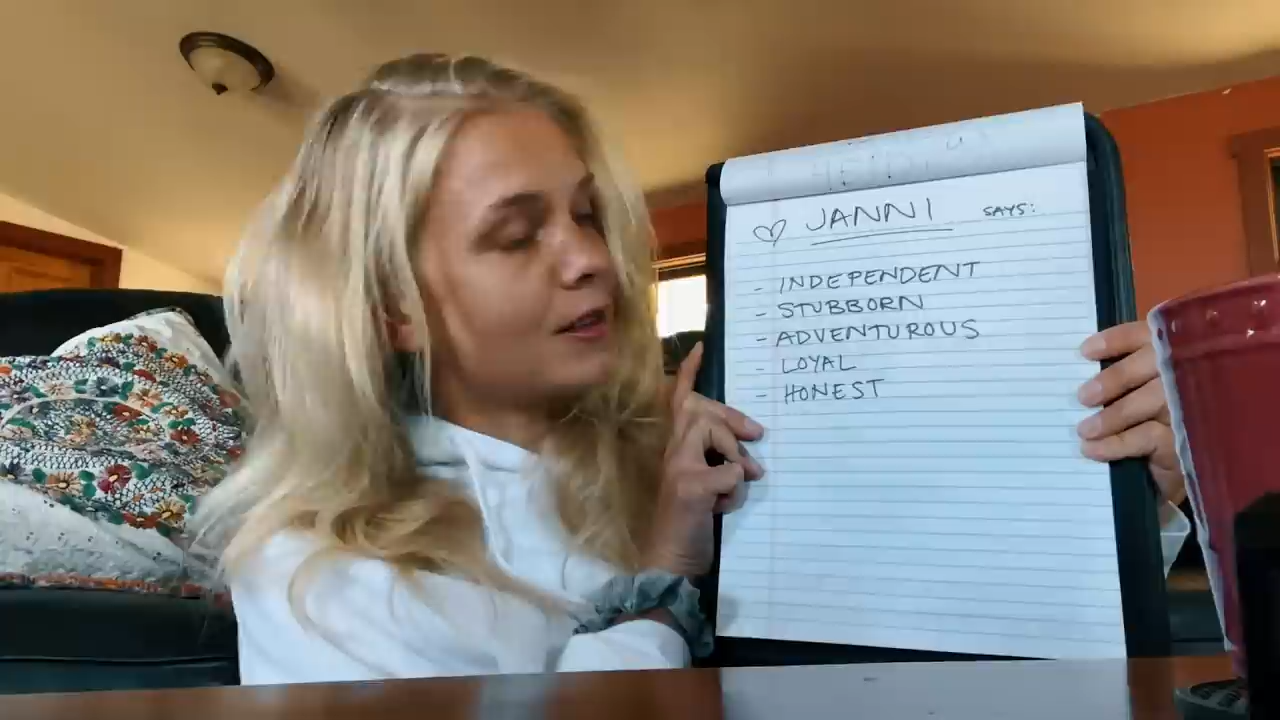 ♡ JANNI SAYS:
- INDEPENDENT
- STUBBORN
- ADVENTUROUS
- LOYAL
- HONEST